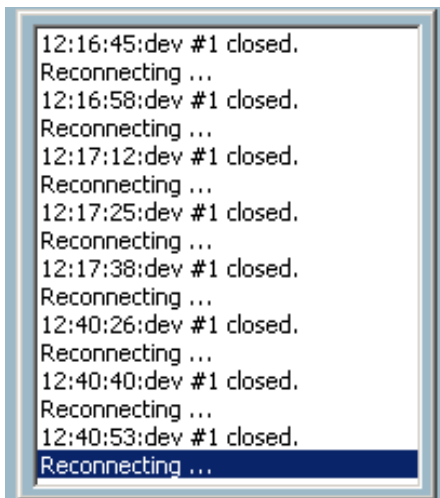 12:16:45:dev #1 closed.
Reconnecting ...
12:16:58:dev #1 closed.
Reconnecting ...
12:17:12:dev #1 closed.
Reconnecting ...
12:17:25:dev #1 closed.
Reconnecting ...
12:17:38:dev #1 closed.
Reconnecting ...
12:40:26:dev #1 closed.
Reconnecting ...
12:40:40:dev #1 closed.
Reconnecting ...
12:40:53:dev #1 closed.
Reconnecting ...